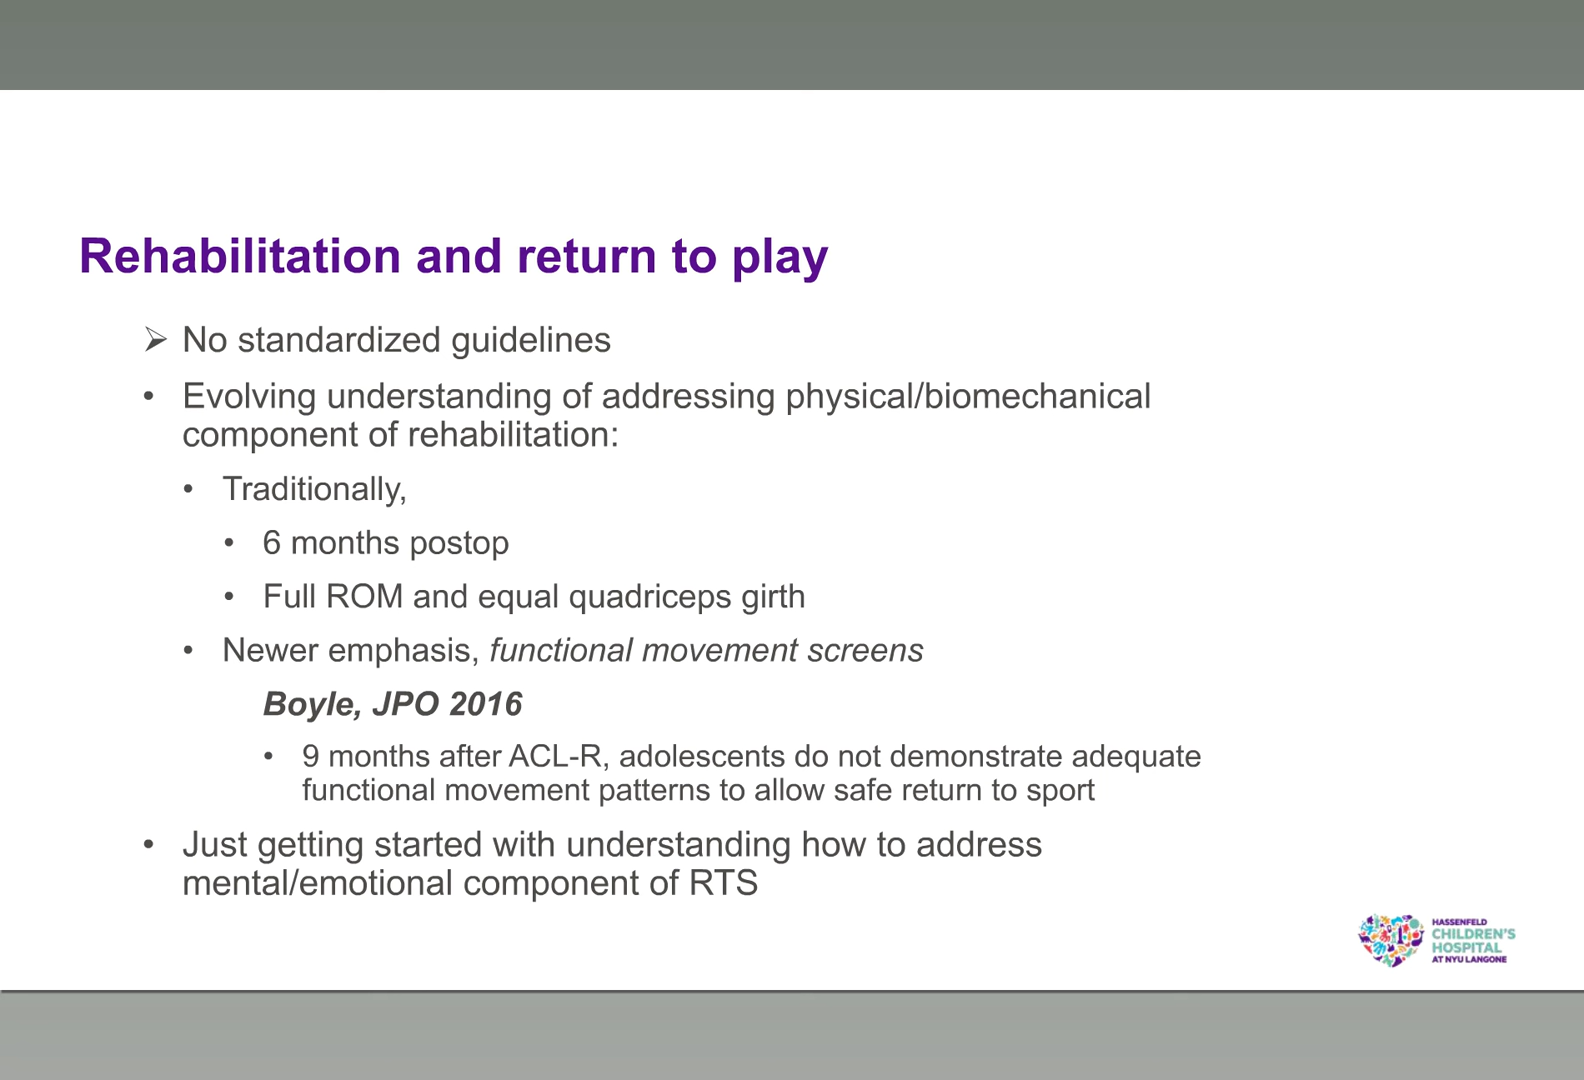 Rehabilitation and return to play
➢ No standardized guidelines
• Evolving understanding of addressing physical/biomechanical
component of rehabilitation:
• Traditionally,
• 6 months postop
• Full ROM and equal quadriceps girth
• Newer emphasis, functional movement screens
Boyle, JPO 2016
• 9 months after ACL-R, adolescents do not demonstrate adequate
functional movement patterns to allow safe return to sport
• Just getting started with understanding how to address
mental/emotional component of RTS
HASSENFELD
CHILDREN'S
HOSPITAL
AT NYU LANGONE